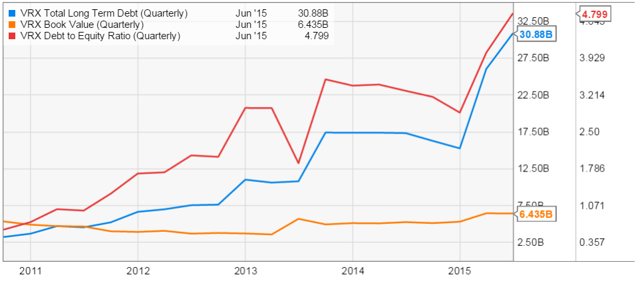 VRX Total Long Term Debt (Quarterly) Jun '15 30.88B
VRX Book Value (Quarterly) Jun '15 6.435B
VRX Debt to Equity Ratio (Quarterly) Jun '15 4.799
32.50B
4.799
30.88B
27.50B 3.929
22.50B 3.214
17.50B 2.50
12.50B 1.786
7.50B 1.071
6.435B
2.50B 0.357
2011 2012 2013 2014 2015